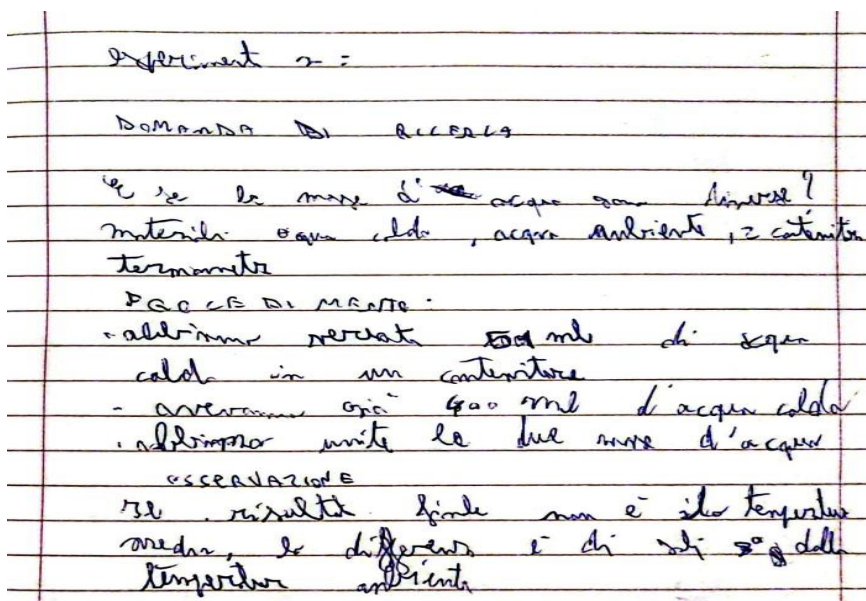 esperimento 2 :
DOMANDA DI RICERCA
E se le masse d' acqua sono diverse?
materiali acqua calda, acqua ambiente, 2 contenitori
termometro
PROCEDIMENTO.
- abbiamo versato ml di acqua
calda in un contenitore
- avevamo già 400 ml d'acqua calda
- abbiamo unito le due masse d'acqua
OSSERVAZIONE
Il risultato finale non è la temperatura
media, la differenza è di soli dalla
temperatura ambiente